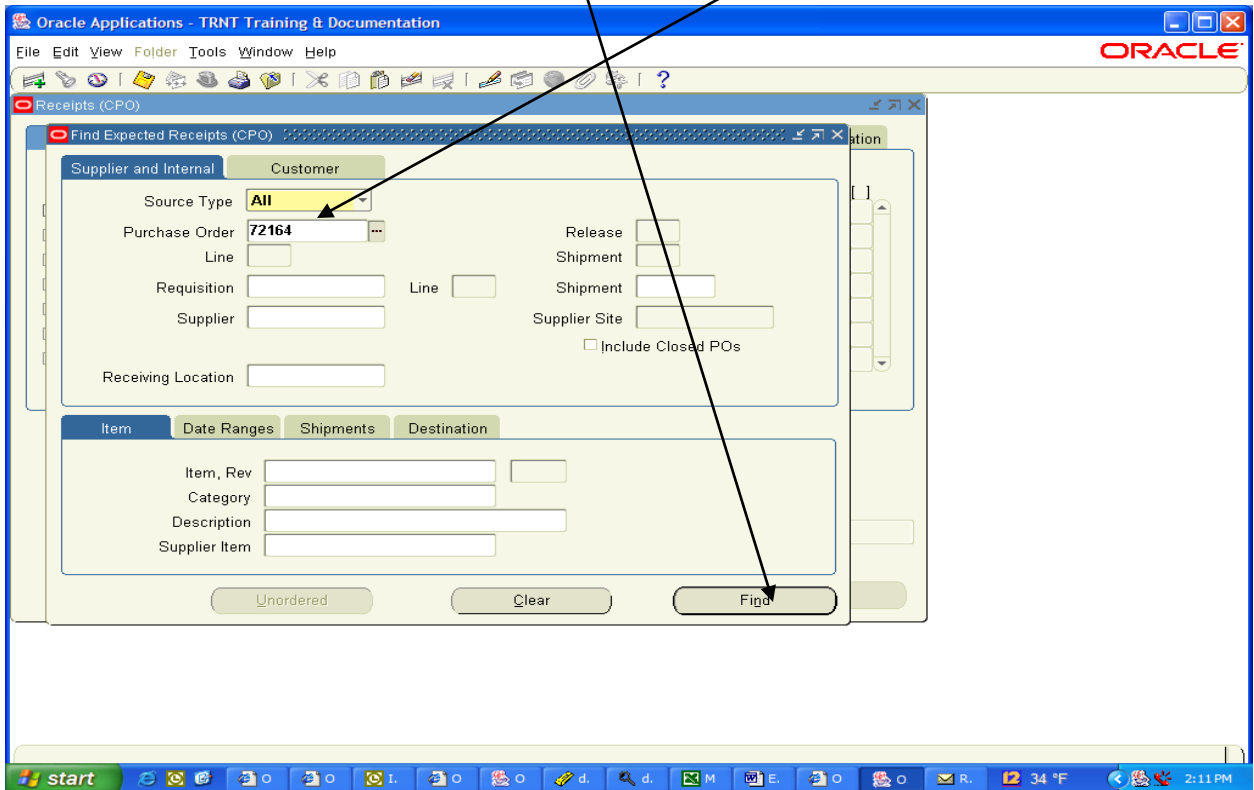 Oracle Applications - TRNT Training & Documentation
File Edit View Folder Tools Window Help
ORACLE
?
Receipts (CPO)
Find Expected Receipts (CPO)
ation
Supplier and Internal Customer
[ ]
Source Type All
Purchase Order 72164 ... Release
Line Shipment
Requisition Line Shipment
Supplier Supplier Site
Include Closed POs
Receiving Location
Item Date Ranges Shipments Destination
Item, Rev
Category
Description
Supplier Item
Unordered Clear Find
start O O I. O O d. d. M E. O O R. 12 34 °F 2:11 PM